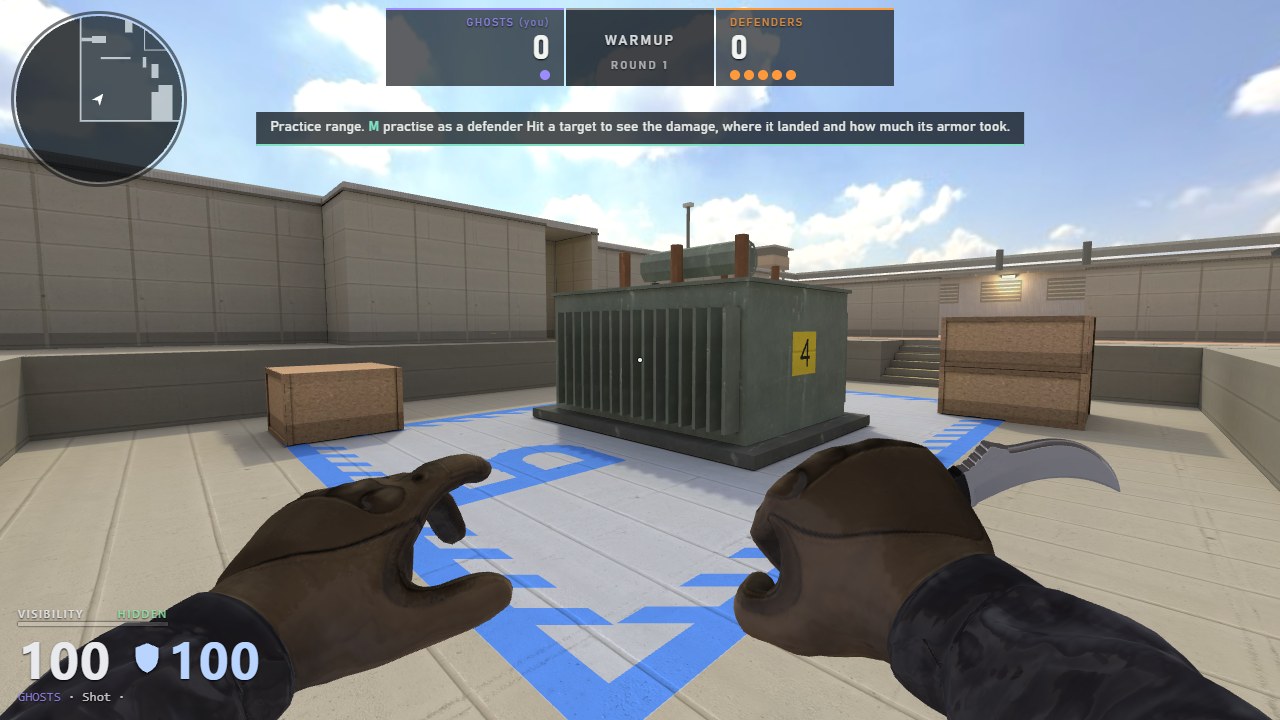 GHOSTS (you)
0
WARMUP
ROUND 1
DEFENDERS
0
Practice range. M practise as a defender Hit a target to see the damage, where it landed and how much its armor took.
4
VISIBILITY HIDDEN
100 100
GHOSTS · Shot ·